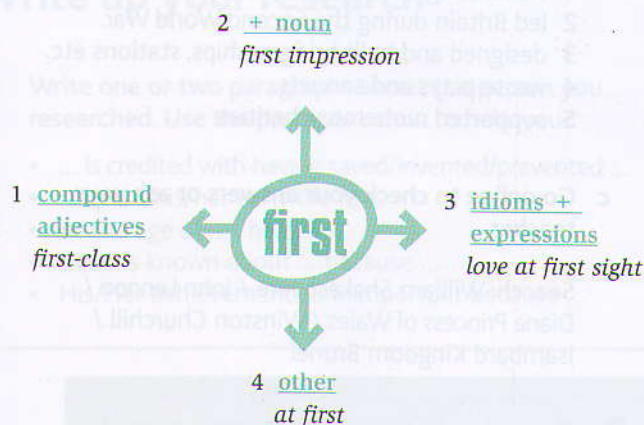 2 + noun
first impression
1 compound
adjectives
first-class
first
3 idioms +
expressions
love at first sight
4 other
at first